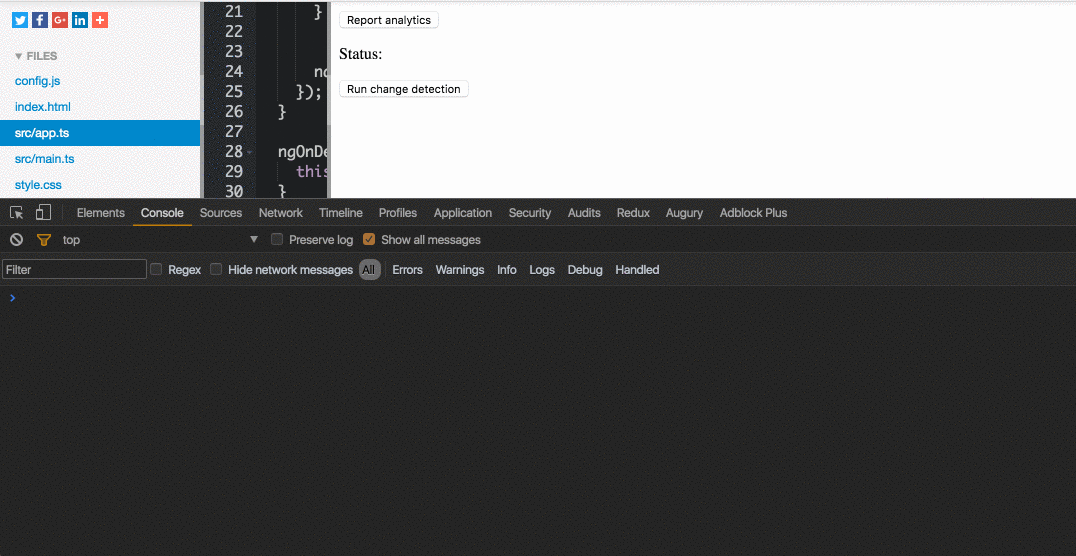 FILES
config.js
index.html
src/app.ts
src/main.ts
style.css
21 }
22
23
24
25 });
26 }
27
28 ngOnDe
29 this
30 }
Report analytics
Status:
Run change detection
Elements Console Sources Network Timeline Profiles Application Security Audits Redux Augury Adblock Plus
top Preserve log Show all messages
Filter Regex Hide network messages All Errors Warnings Info Logs Debug Handled